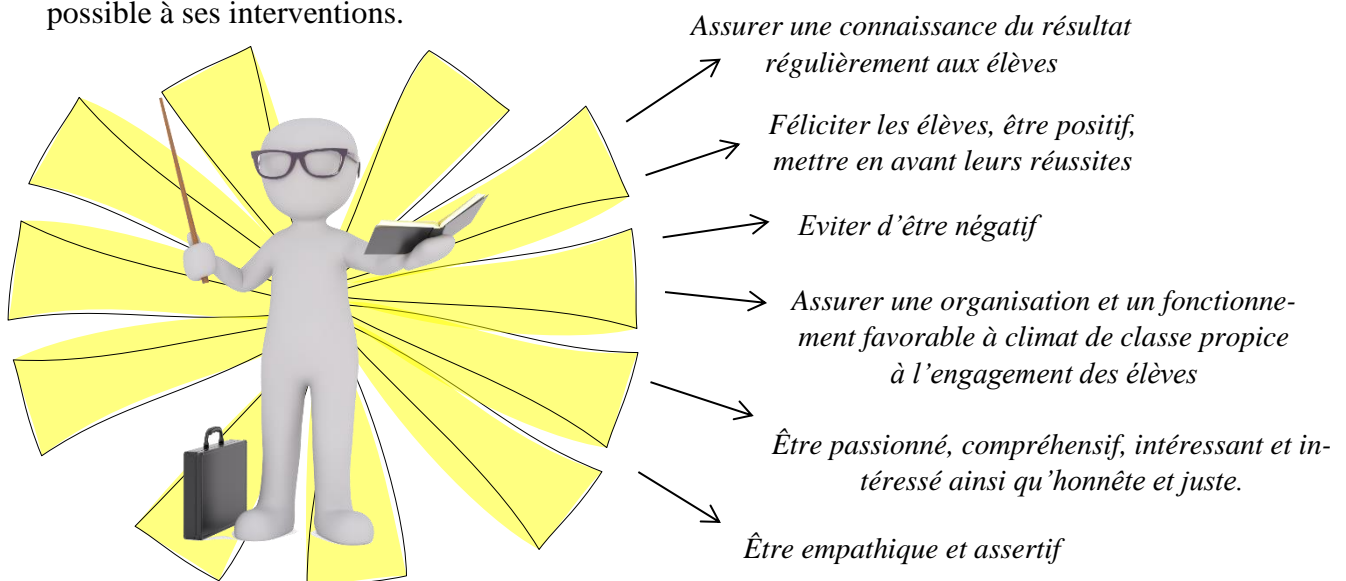 possible à ses interventions.
Assurer une connaissance du résultat
régulièrement aux élèves
Féliciter les élèves, être positif,
mettre en avant leurs réussites
Eviter d'être négatif
Assurer une organisation et un fonctionne-
ment favorable à climat de classe propice
à l'engagement des élèves
Être passionné, compréhensif, intéressant et in-
téressé ainsi qu'honnête et juste.
Être empathique et assertif